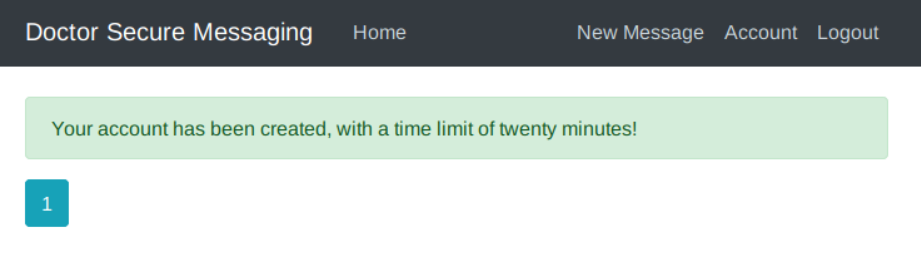 Doctor Secure Messaging Home New Message Account Logout
Your account has been created, with a time limit of twenty minutes!
1